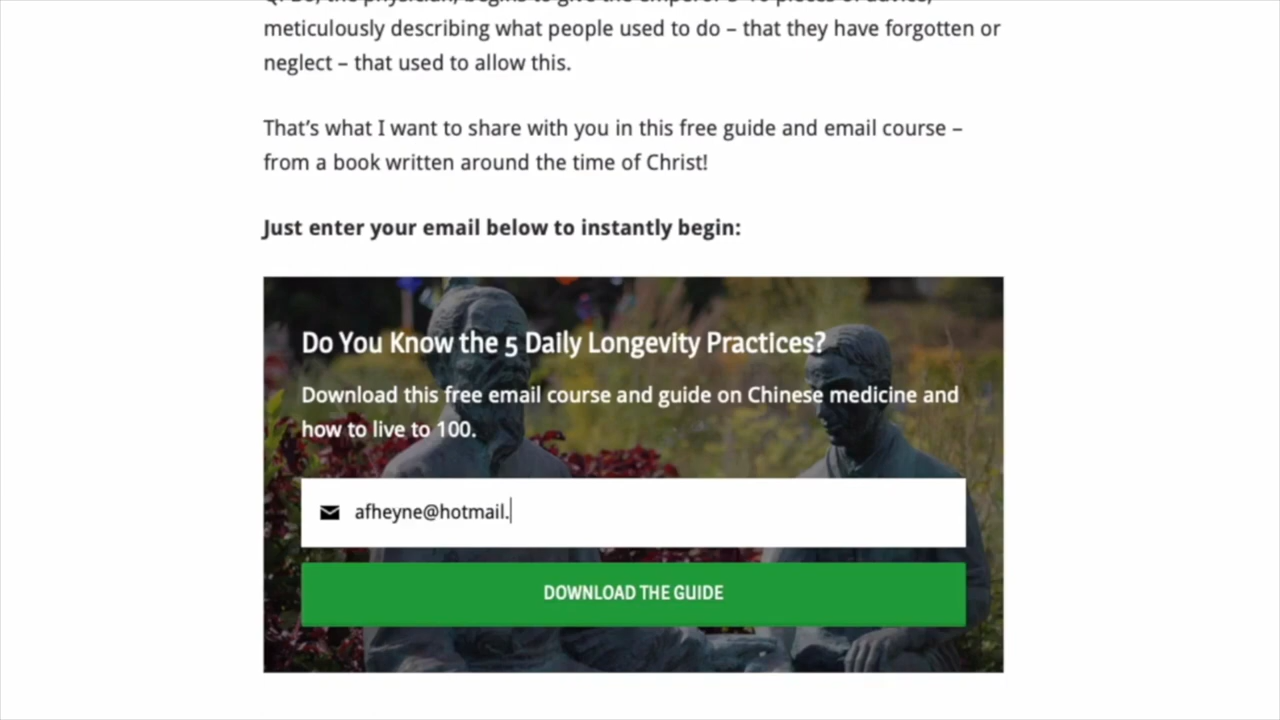 meticulously describing what people used to do – that they have forgotten or
neglect – that used to allow this.
That’s what I want to share with you in this free guide and email course –
from a book written around the time of Christ!
Just enter your email below to instantly begin:
Do You Know the 5 Daily Longevity Practices?
Download this free email course and guide on Chinese medicine and
how to live to 100.
afheyne@hotmail.
DOWNLOAD THE GUIDE